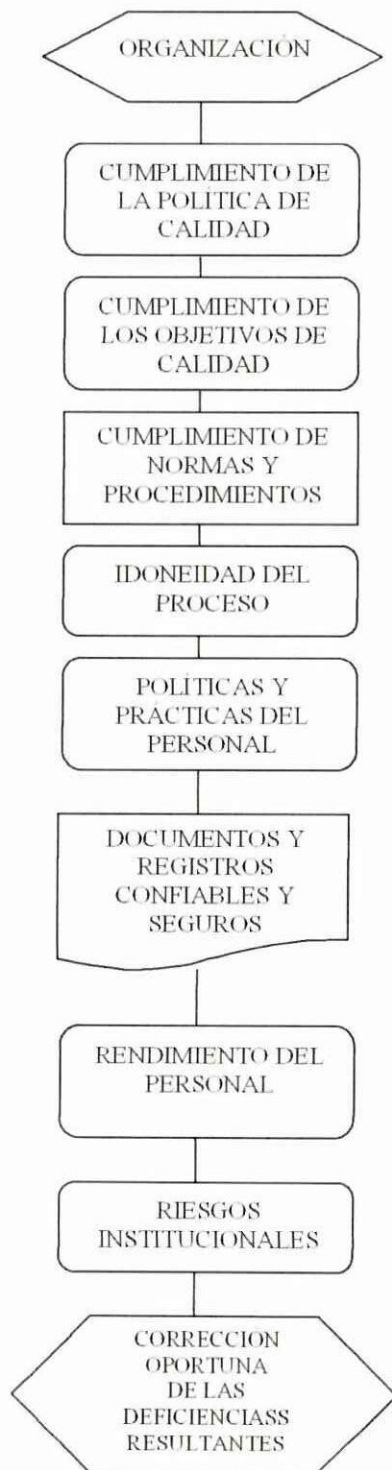 ORGANIZACIÓN
CUMPLIMIENTO DE
LA POLÍTICA DE
CALIDAD
CUMPLIMIENTO DE
LOS OBJETIVOS DE
CALIDAD
CUMPLIMIENTO DE
NORMAS Y
PROCEDIMIENTOS
IDONEIDAD DEL
PROCESO
POLÍTICAS Y
PRÁCTICAS DEL
PERSONAL
DOCUMENTOS Y
REGISTROS
CONFIABLES Y
SEGUROS
RENDIMIENTO DEL
PERSONAL
RIESGOS
INSTITUCIONALES
CORRECCION
OPORTUNA
DE LAS
DEFICIENCIASS
RESULTANTES